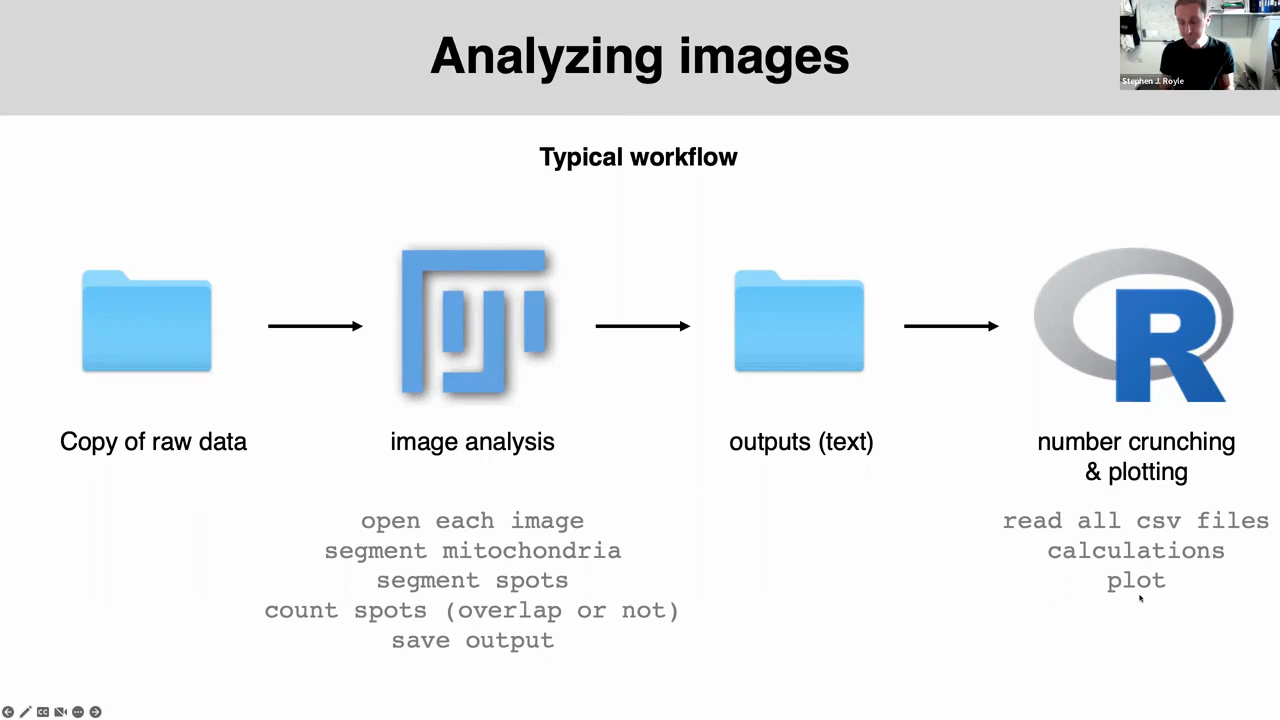 Analyzing images
Stephen J. Royle
Typical workflow
R
Copy of raw data
image analysis
outputs (text)
number crunching
& plotting
open each image
segment mitochondria
segment spots
count spots (overlap or not)
save output
read all csv files
calculations
plot